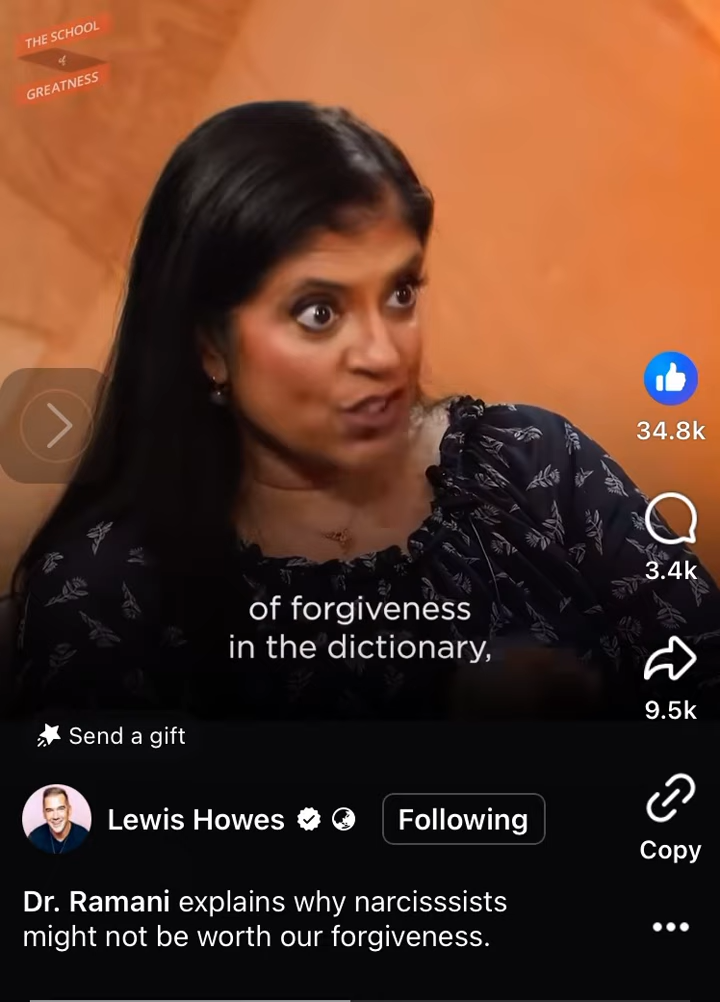 THE SCHOOL
of
GREATNESS
34.8k
3.4k
of forgiveness
in the dictionary,
9.5k
Send a gift
Lewis Howes
Following
Copy
Dr. Ramani explains why narcisssists
might not be worth our forgiveness.